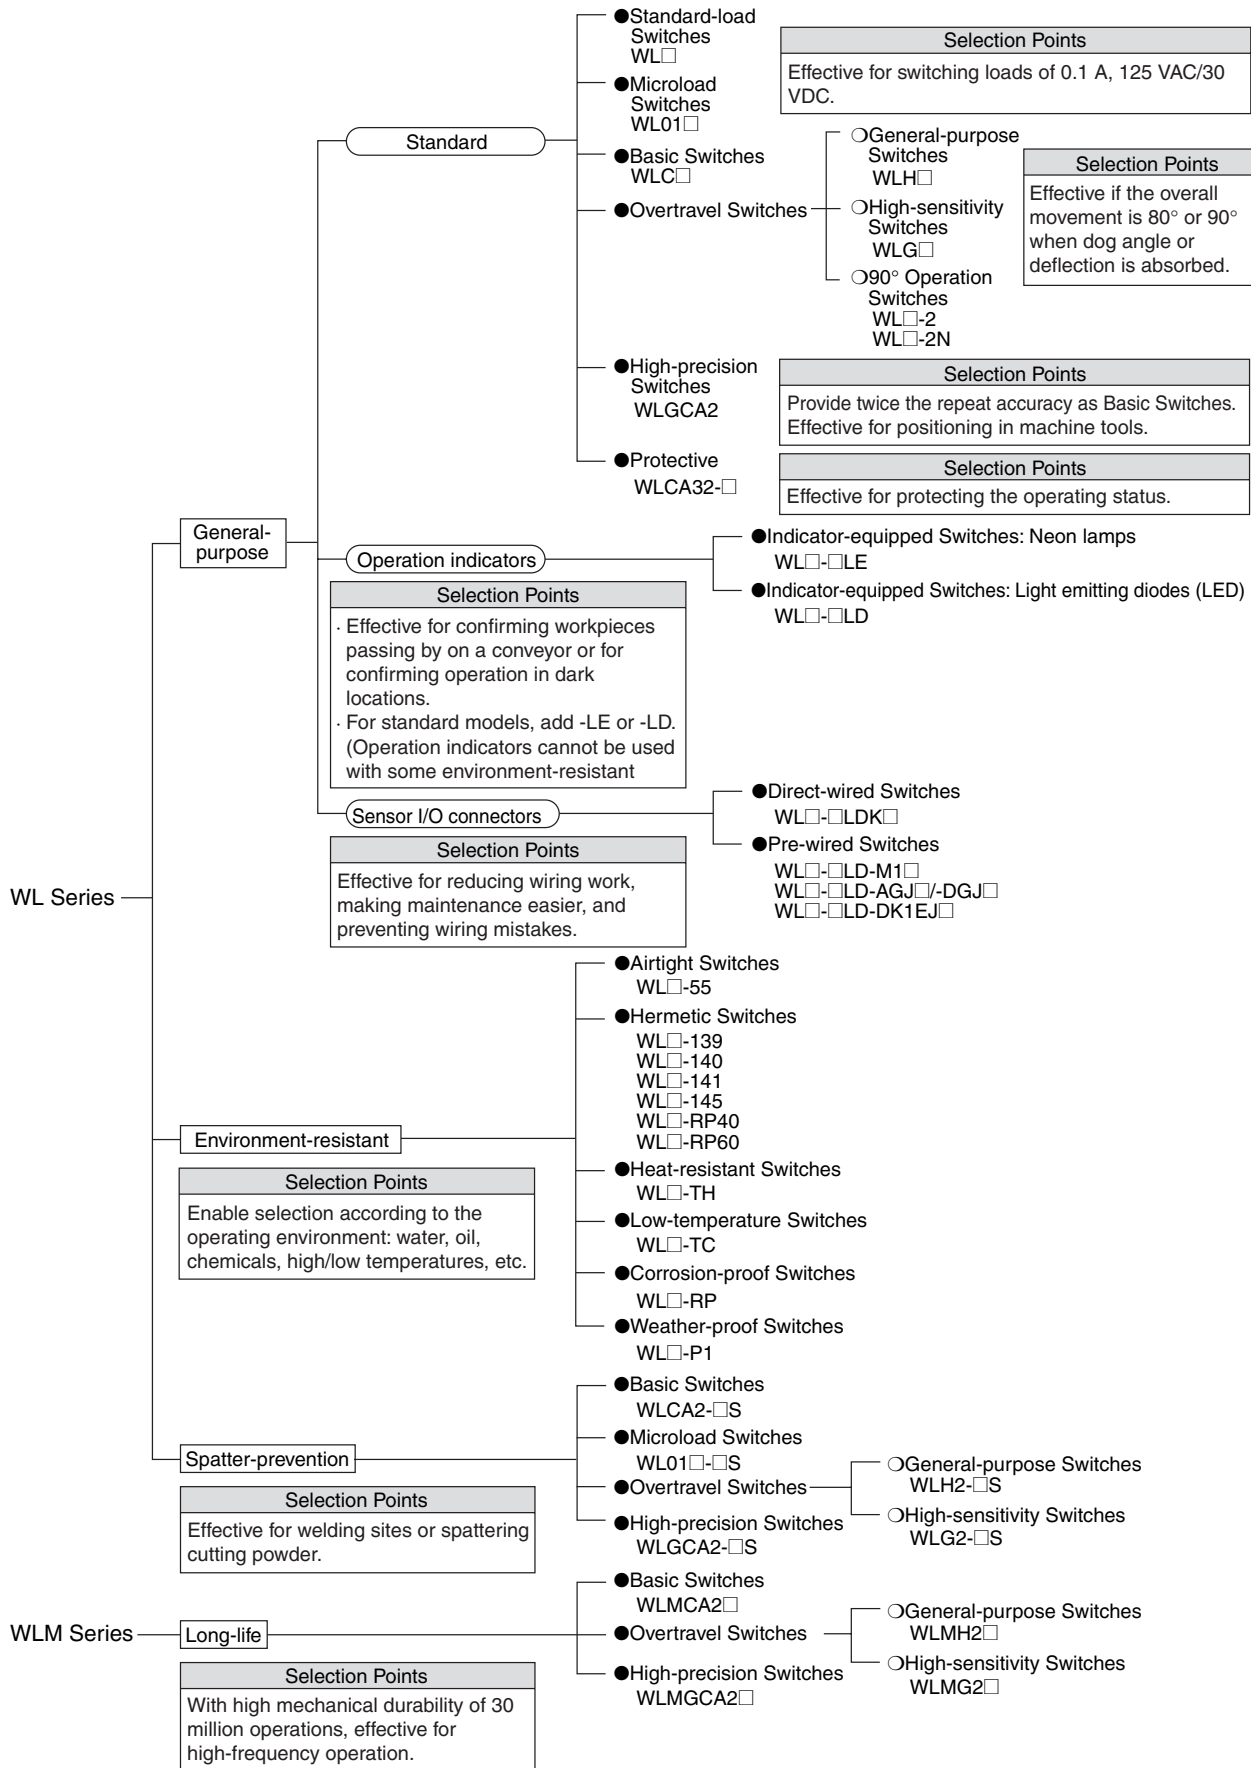 WL Series
General-
purpose
Standard
●Standard-load
Switches
WL□
●Microload
Switches
WL01□
Selection Points
Effective for switching loads of 0.1 A, 125 VAC/30
VDC.
●Basic Switches
WLC□
●Overtravel Switches
❍General-purpose
Switches
WLH□
❍High-sensitivity
Switches
WLG□
❍90° Operation
Switches
WL□-2
WL□-2N
Selection Points
Effective if the overall
movement is 80° or 90°
when dog angle or
deflection is absorbed.
●High-precision
Switches
WLGCA2
Selection Points
Provide twice the repeat accuracy as Basic Switches.
Effective for positioning in machine tools.
●Protective
WLCA32-□
Selection Points
Effective for protecting the operating status.
Operation indicators
Selection Points
· Effective for confirming workpieces
passing by on a conveyor or for
confirming operation in dark
locations.
· For standard models, add -LE or -LD.
(Operation indicators cannot be used
with some environment-resistant
●Indicator-equipped Switches: Neon lamps
WL□-□LE
●Indicator-equipped Switches: Light emitting diodes (LED)
WL□-□LD
Sensor I/O connectors
Selection Points
Effective for reducing wiring work,
making maintenance easier, and
preventing wiring mistakes.
●Direct-wired Switches
WL□-□LDK□
●Pre-wired Switches
WL□-□LD-M1□
WL□-□LD-AGJ□/-DGJ□
WL□-□LD-DK1EJ□
Environment-resistant
Selection Points
Enable selection according to the
operating environment: water, oil,
chemicals, high/low temperatures, etc.
●Airtight Switches
WL□-55
●Hermetic Switches
WL□-139
WL□-140
WL□-141
WL□-145
WL□-RP40
WL□-RP60
●Heat-resistant Switches
WL□-TH
●Low-temperature Switches
WL□-TC
●Corrosion-proof Switches
WL□-RP
●Weather-proof Switches
WL□-P1
Spatter-prevention
Selection Points
Effective for welding sites or spattering
cutting powder.
●Basic Switches
WLCA2-□S
●Microload Switches
WL01□-□S
●Overtravel Switches
❍General-purpose Switches
WLH2-□S
❍High-sensitivity Switches
WLG2-□S
●High-precision Switches
WLGCA2-□S
WLM Series
Long-life
Selection Points
With high mechanical durability of 30
million operations, effective for
high-frequency operation.
●Basic Switches
WLMCA2□
●Overtravel Switches
❍General-purpose Switches
WLMH2□
❍High-sensitivity Switches
WLMG2□
●High-precision Switches
WLMGCA2□